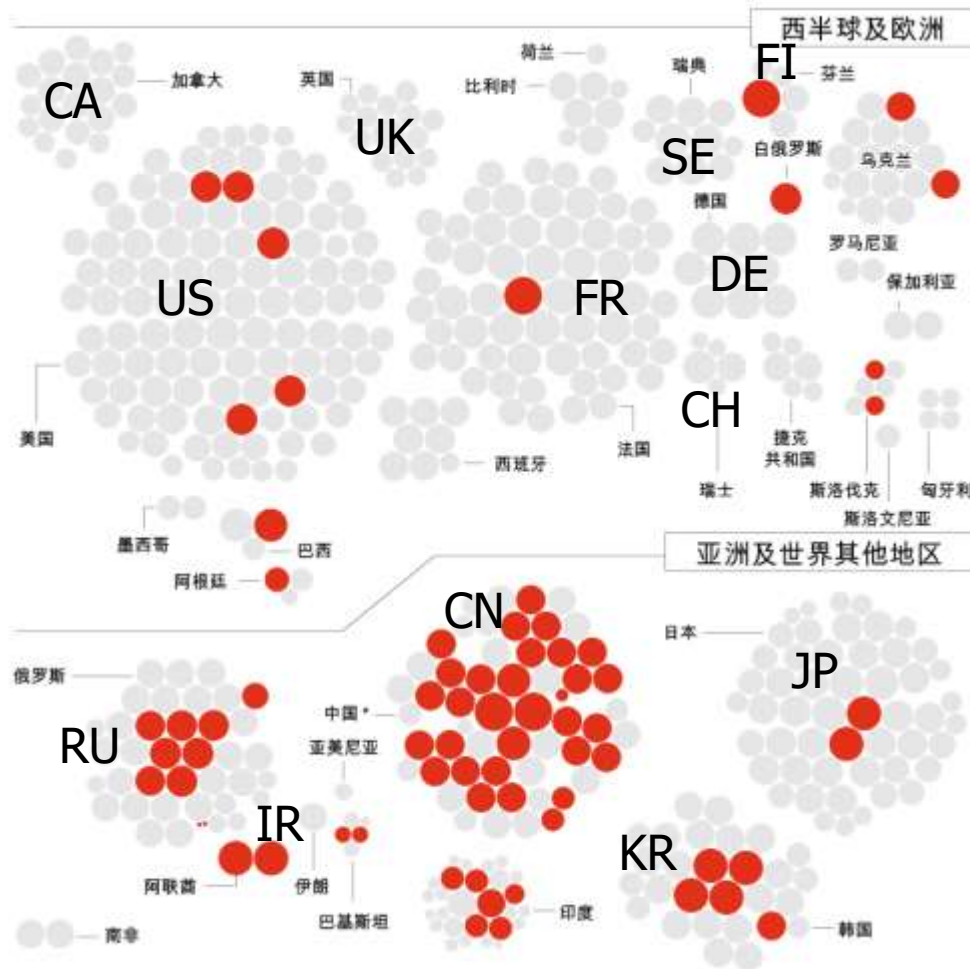 西半球及欧洲
荷兰
FI
芬兰
瑞典
英国
比利时
加拿大
CA
UK
SE
白俄罗斯
乌克兰
德国
罗马尼亚
DE
保加利亚
US
FR
CH
美国
捷克
共和国
法国
西班牙
瑞士
斯洛伐克
匈牙利
斯洛文尼亚
墨西哥
巴西
亚洲及世界其他地区
阿根廷
CN
日本
俄罗斯
JP
中国*
RU
亚美尼亚
IR
KR
阿联酋
伊朗
巴基斯坦
印度
韩国
南非